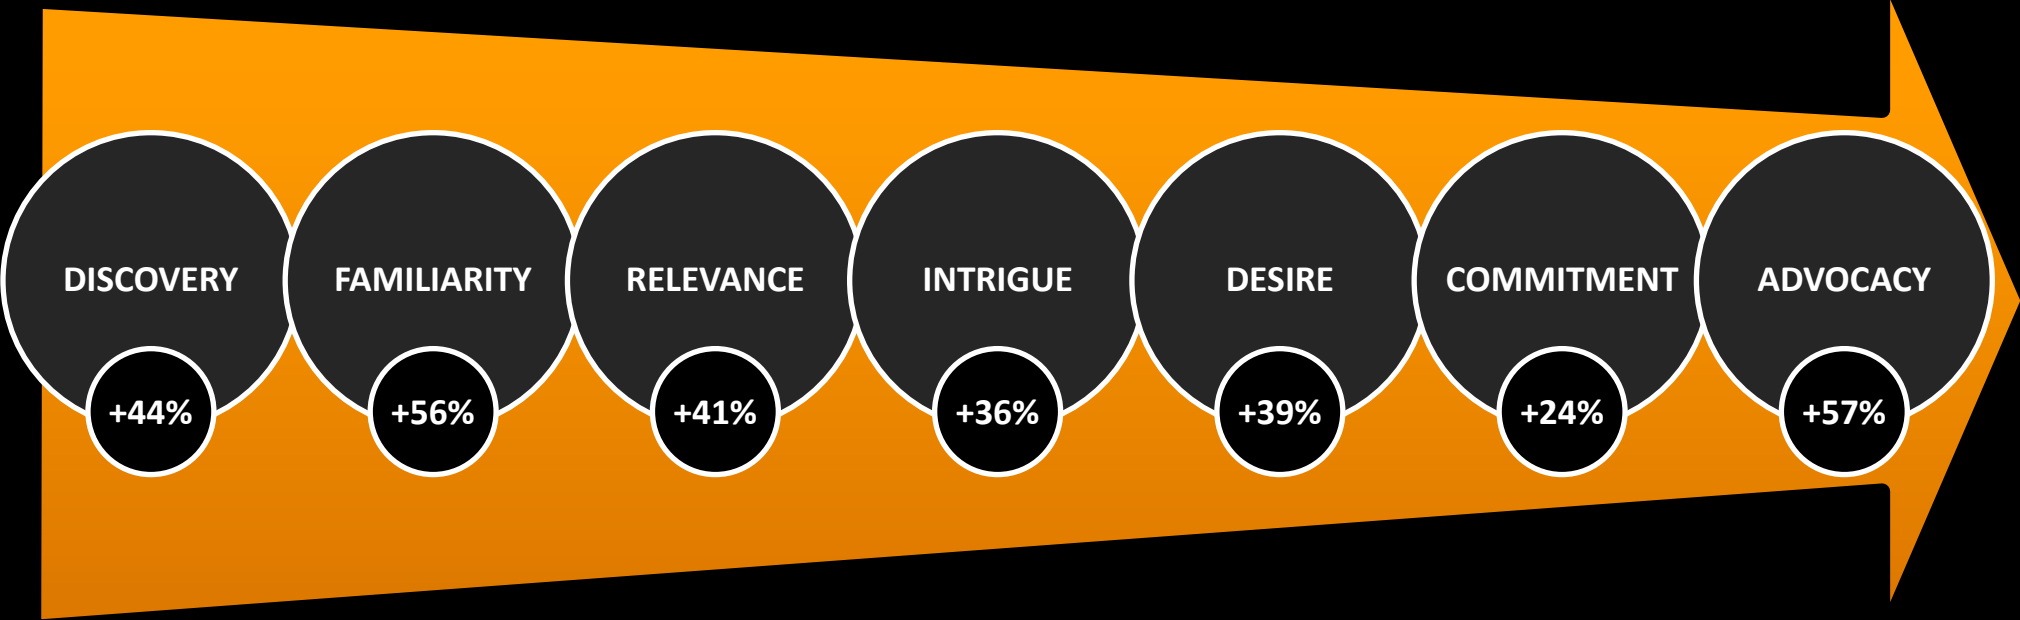 DISCOVERY
FAMILIARITY
RELEVANCE
INTRIGUE
DESIRE
COMMITMENT
ADVOCACY
+44%
+56%
+41%
+36%
+39%
+24%
+57%